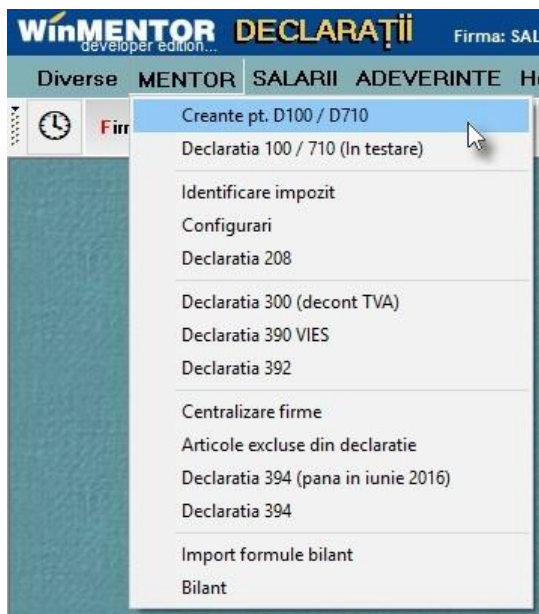 WinMENTOR DECLARAȚII Firma: SAL
developer edition...
Diverse MENTOR SALARII ADEVERINTE H
Firm
Creante pt. D100 / D710
Declaratia 100 / 710 (In testare)
Identificare impozit
Configurari
Declaratia 208
Declaratia 300 (decont TVA)
Declaratia 390 VIES
Declaratia 392
Centralizare firme
Articole excluse din declaratie
Declaratia 394 (pana in iunie 2016)
Declaratia 394
Import formule bilant
Bilant